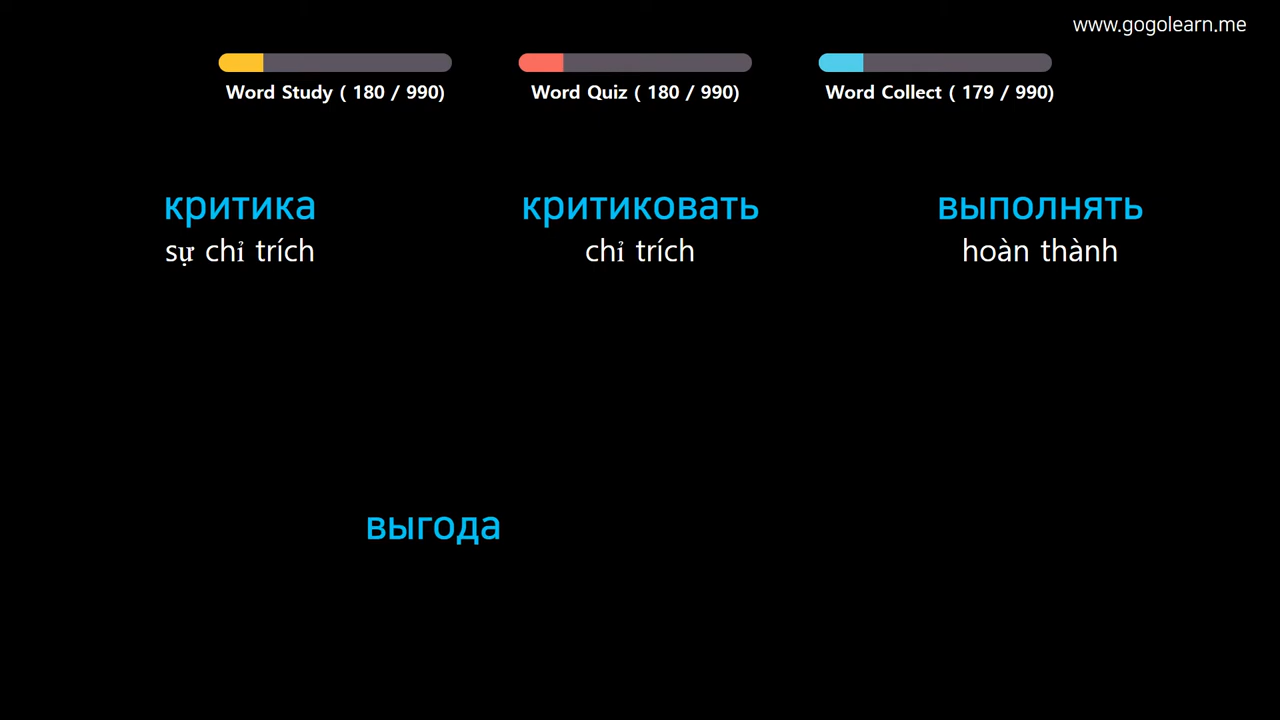 www.gogolearn.me
Word Study ( 180 / 990)
Word Quiz ( 180 / 990)
Word Collect ( 179 / 990)
критика
критиковать
выполнять
sự chỉ trích
chỉ trích
hoàn thành
выгода